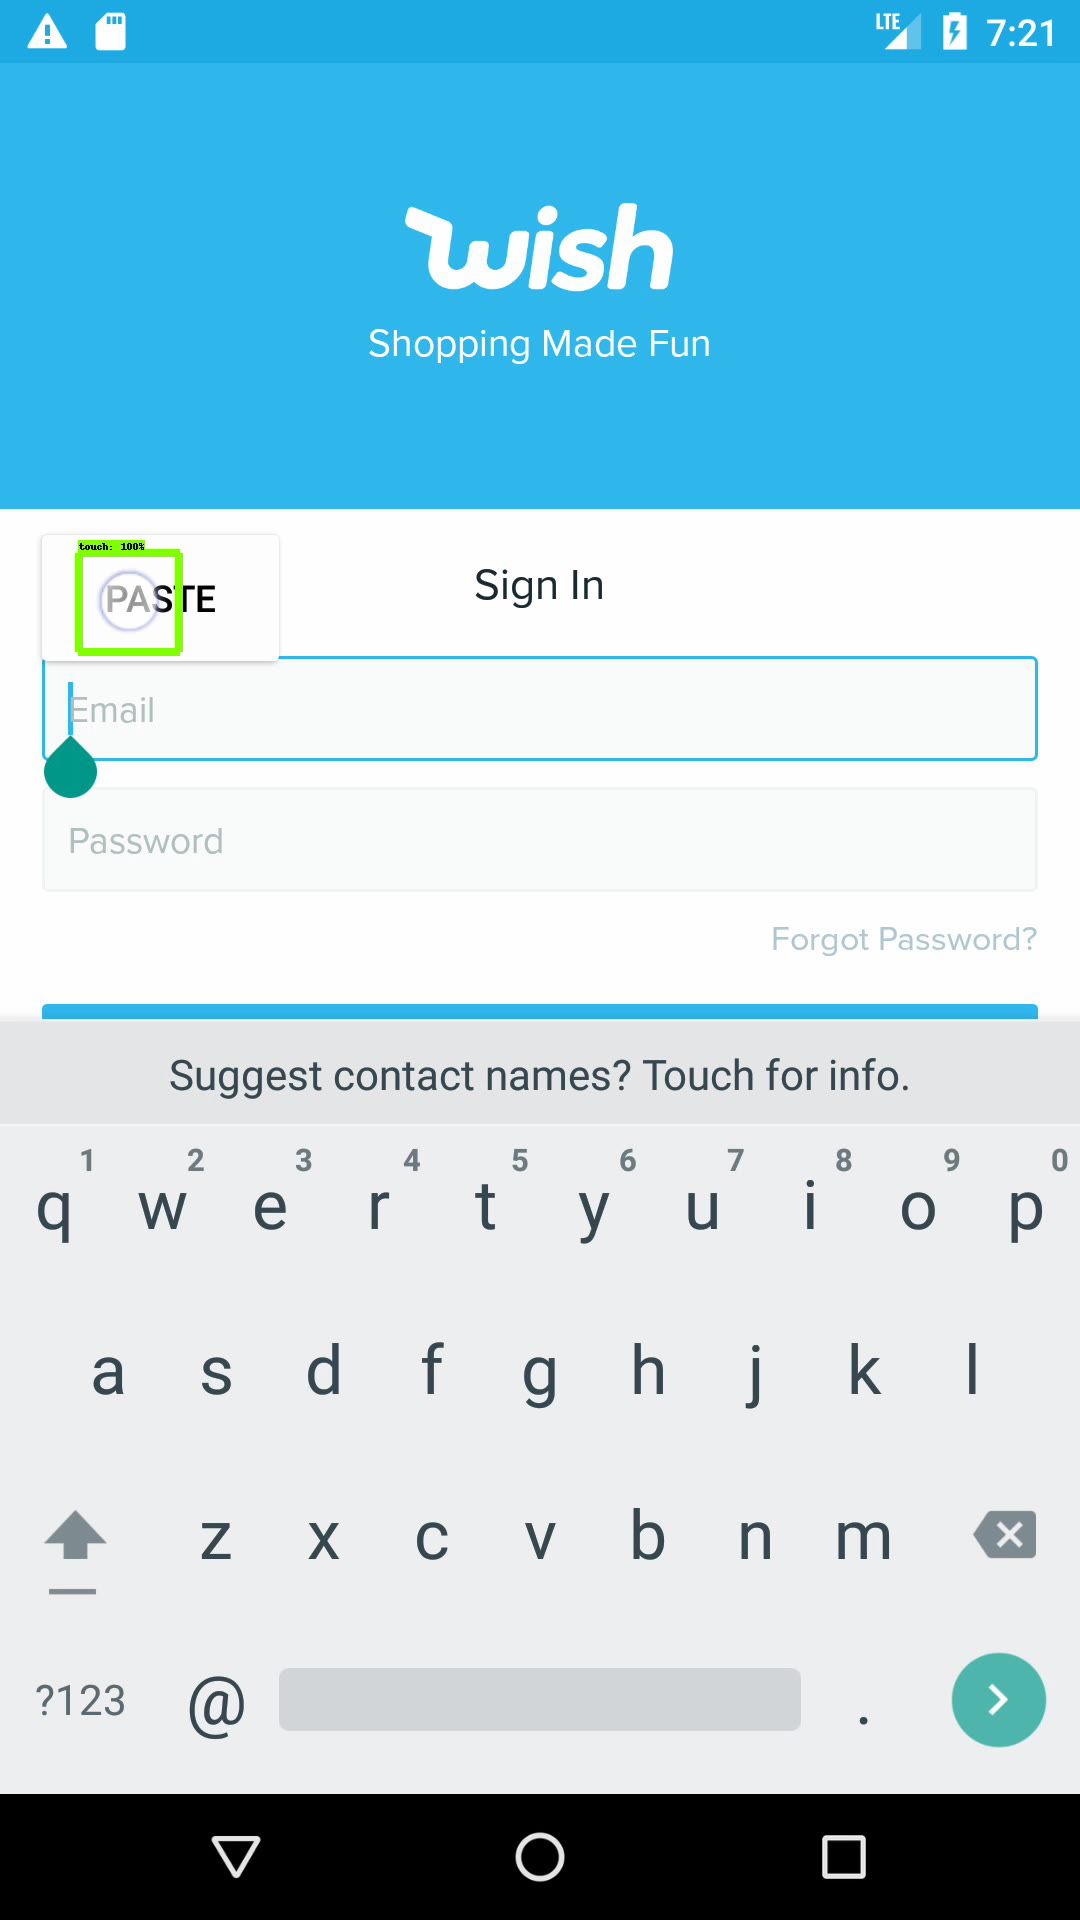 LTE 7:21
wish
Shopping Made Fun
touch: 100%
PASTE
Sign In
Email
Password
Forgot Password?
Suggest contact names? Touch for info.
1 2 3 4 5 6 7 8 9 0
q w e r t y u i o p
a s d f g h j k l
z x c v b n m
?123 @ .